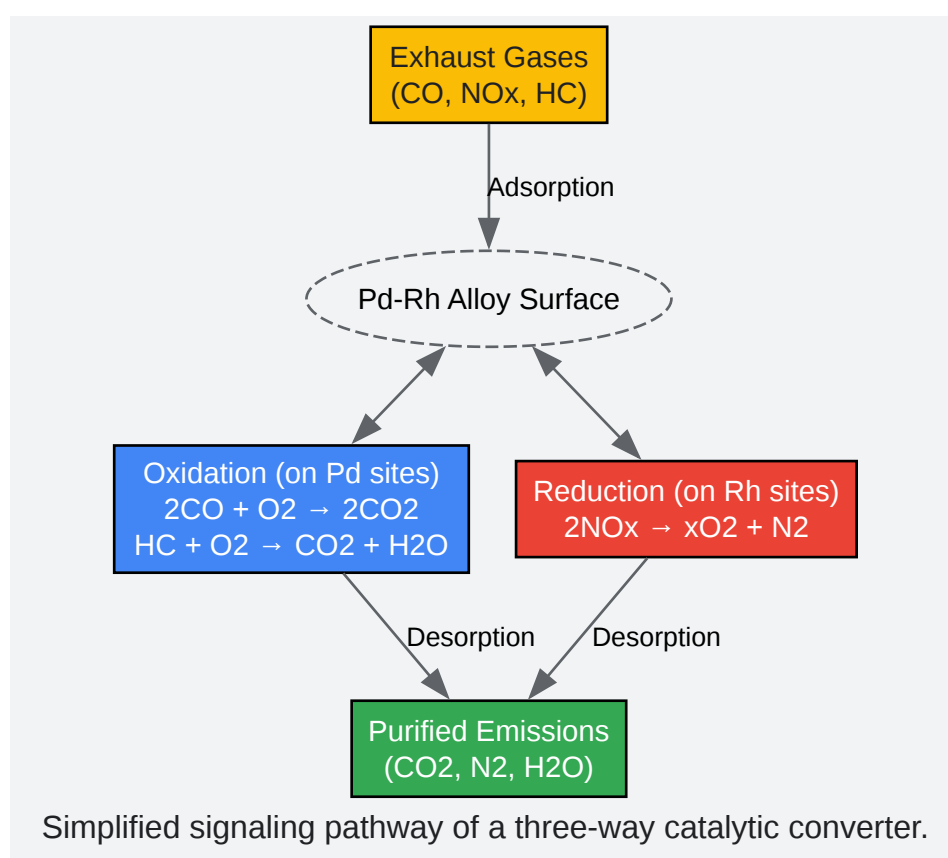 Exhaust Gases
(CO, NOx, HC)
Adsorption
Pd-Rh Alloy Surface
Oxidation (on Pd sites)
2CO + O2 → 2CO2
HC + O2 → CO2 + H2O
Reduction (on Rh sites)
2NOx → xO2 + N2
Desorption
Desorption
Purified Emissions
(CO2, N2, H2O)
Simplified signaling pathway of a three-way catalytic converter.